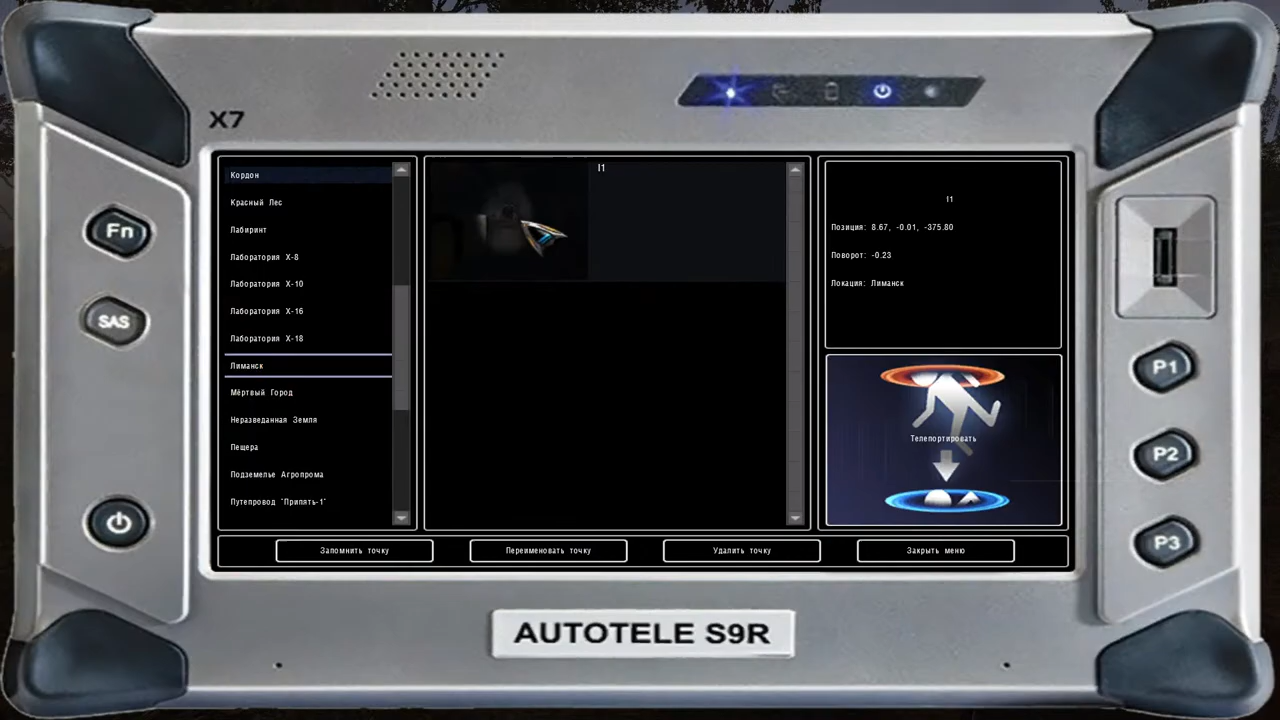 X7
Fn
SAS
Кордон
Красный Лес
Лабиринт
Лаборатория X-8
Лаборатория X-10
Лаборатория X-16
Лаборатория X-18
Лиманск
Мёртвый Город
Неразведанная Земля
Пещера
Подземелье Агропрома
Путепровод "Припять-1"
l1
l1
Позиция: 8.67, -0.01, -375.80
Поворот: -0.23
Локация: Лиманск
Телепортировать
Запомнить точку
Переименовать точку
Удалить точку
Закрыть меню
P1
P2
P3
AUTOTELE S9R